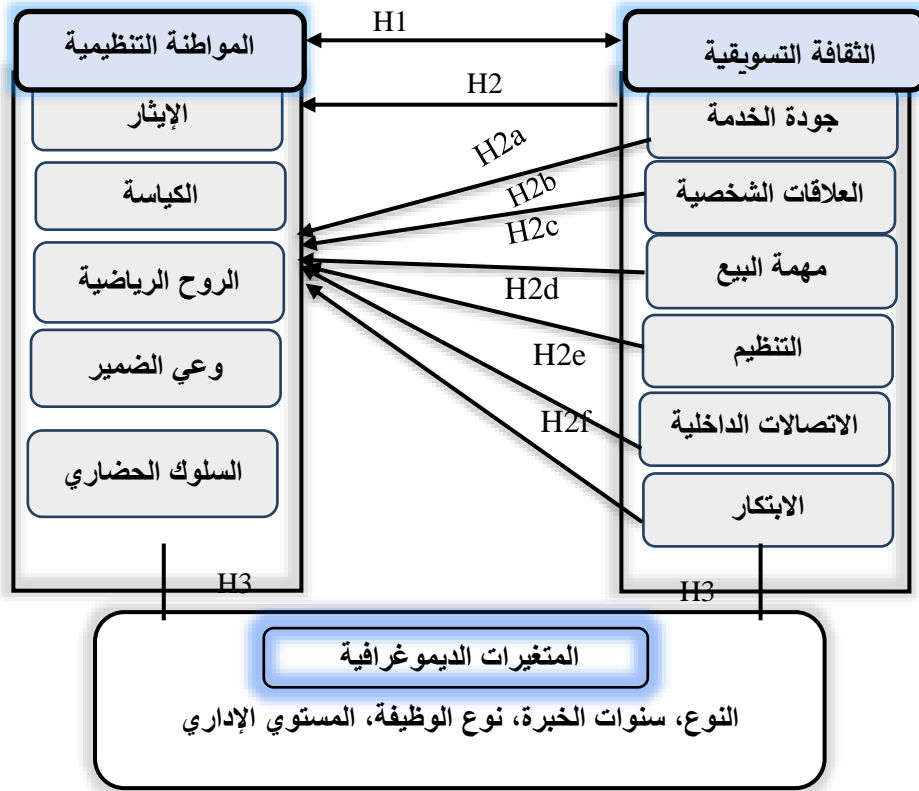 H1
الثقافة التسويقية
المواطنة التنظيمية
H2
جودة الخدمة
العلاقات الشخصية
مهمة البيع
التنظيم
الاتصالات الداخلية
الابتكار
H2a
H2b
H2c
H2d
H2e
H2f
الإيثار
الكياسة
الروح الرياضية
وعي الضمير
السلوك الحضاري
H3
H3
المتغيرات الديموغرافية
النوع، سنوات الخبرة، نوع الوظيفة، المستوي الإداري